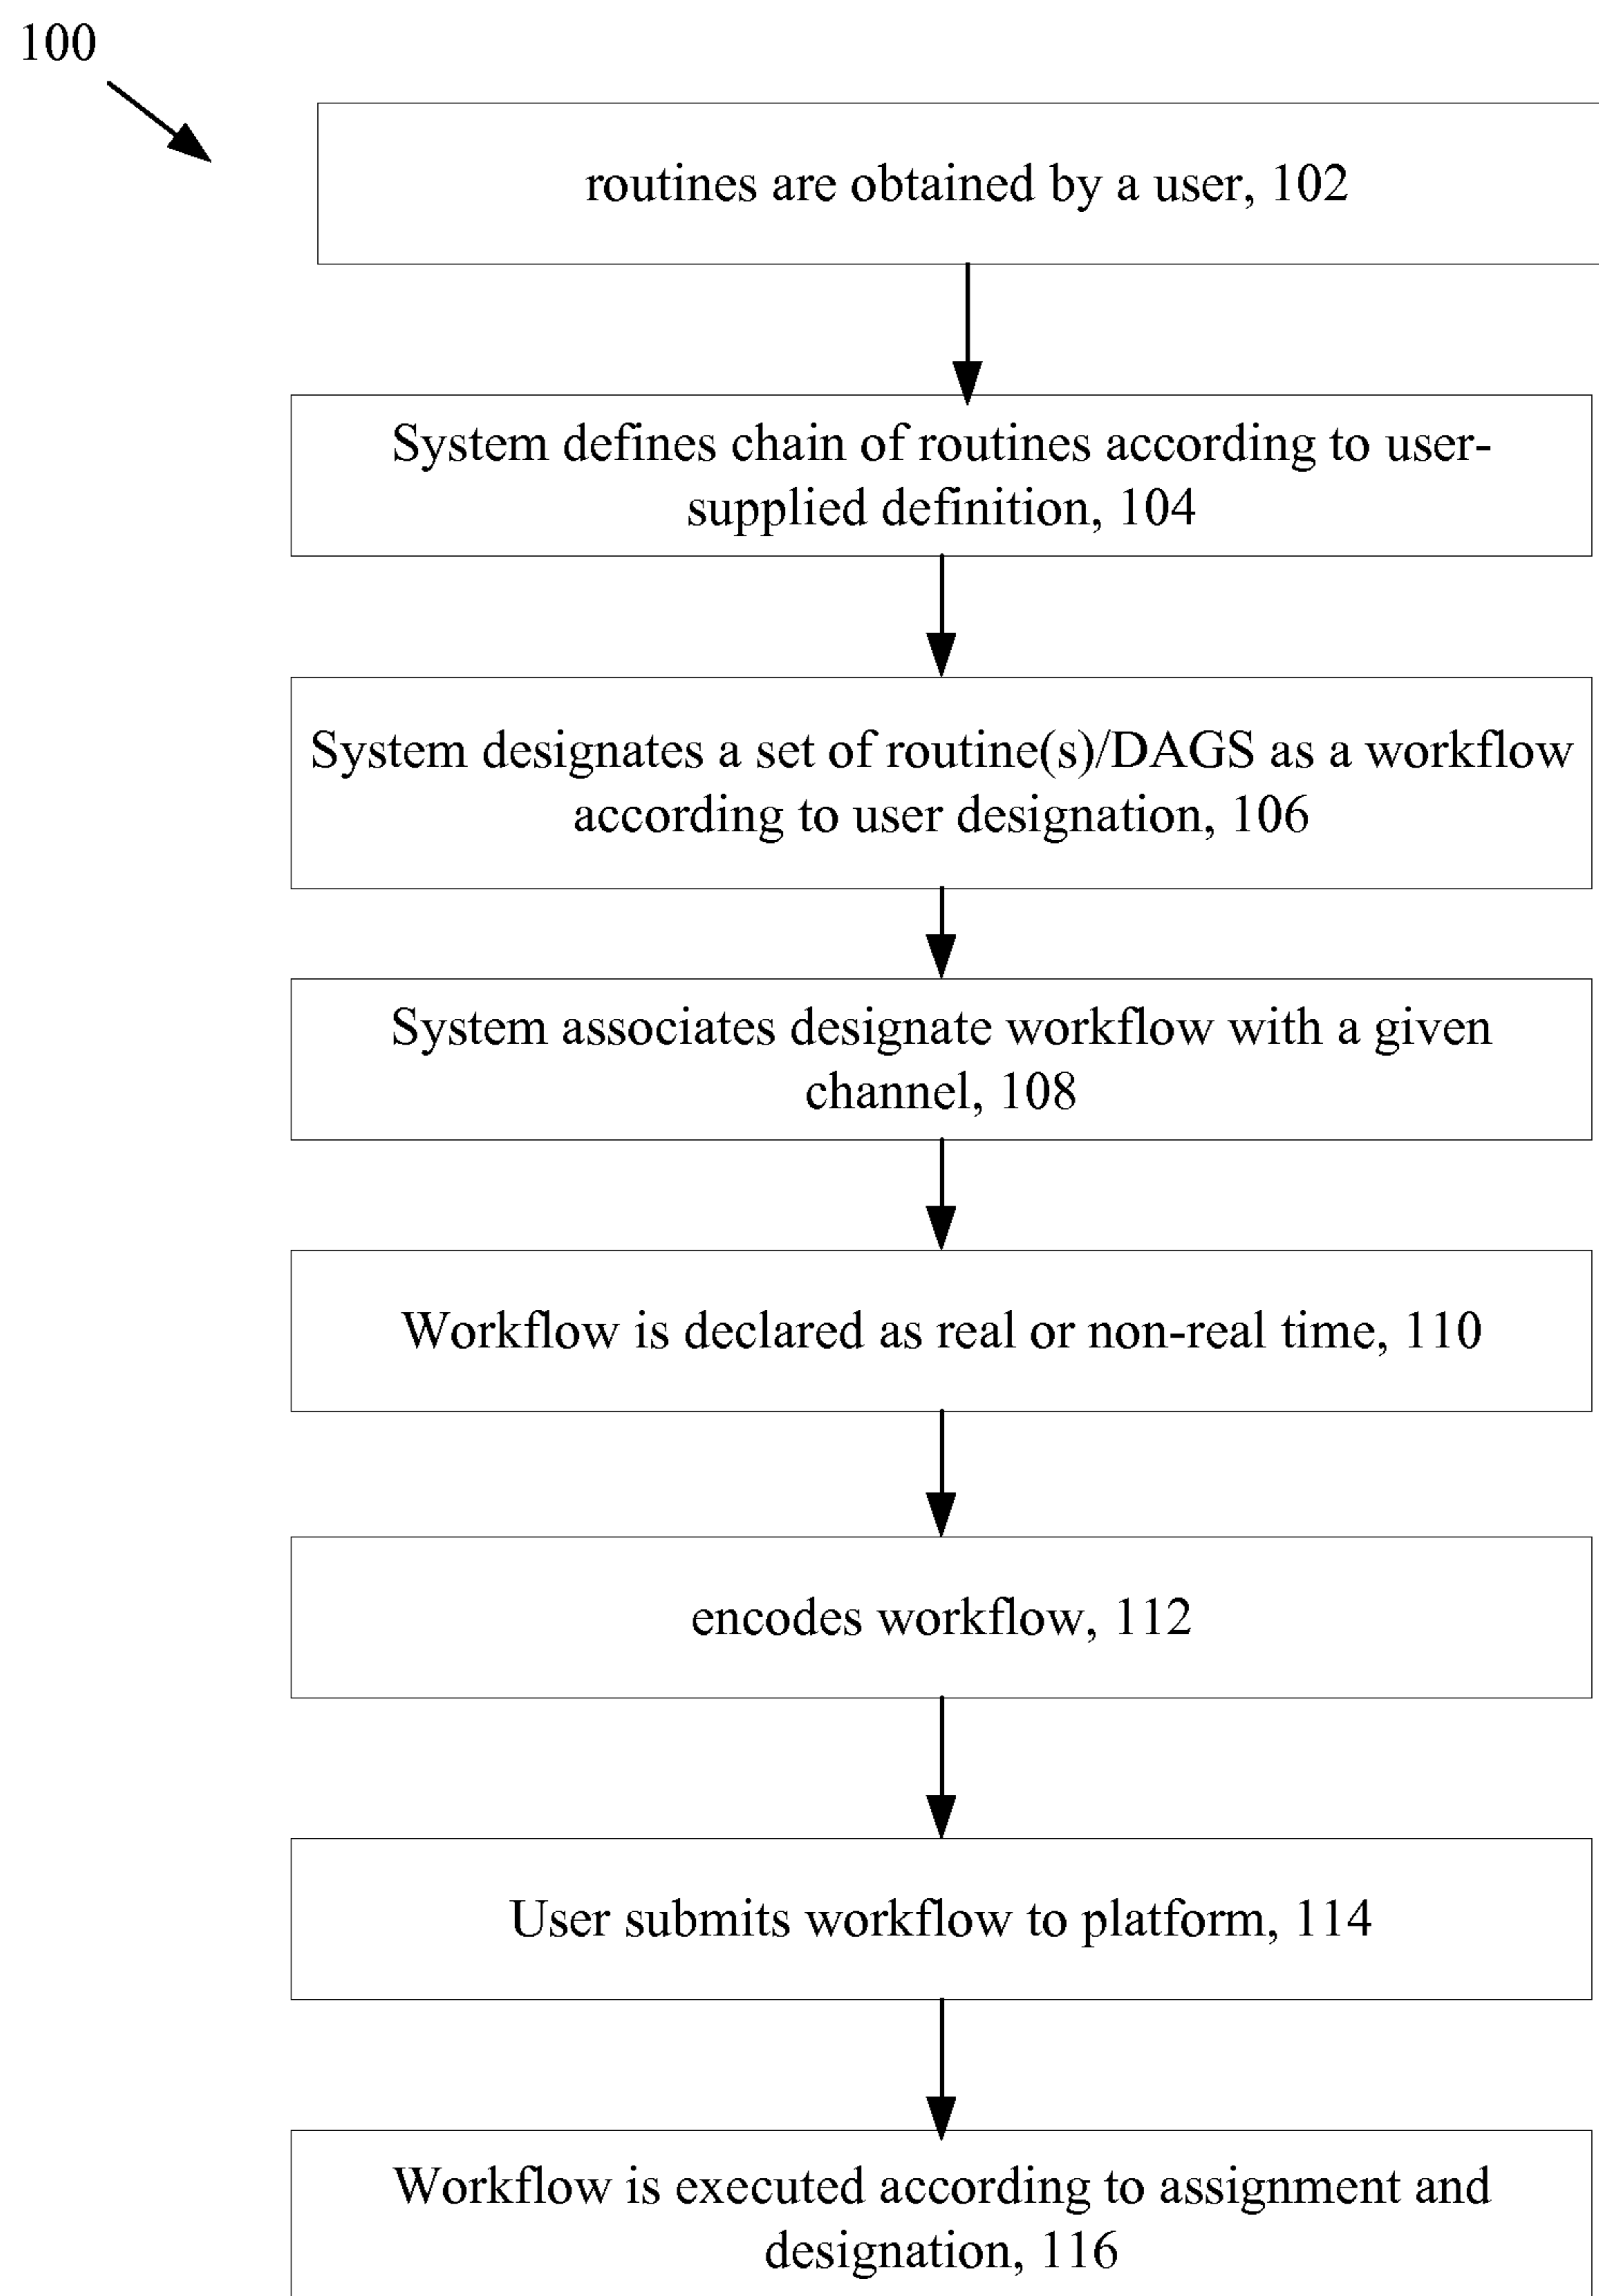 100
routines are obtained by a user, 102
System defines chain of routines according to user-
supplied definition, 104
System designates a set of routine(s)/DAGS as a workflow
according to user designation, 106
System associates designate workflow with a given
channel, 108
Workflow is declared as real or non-real time, 110
encodes workflow, 112
User submits workflow to platform, 114
Workflow is executed according to assignment and
designation, 116